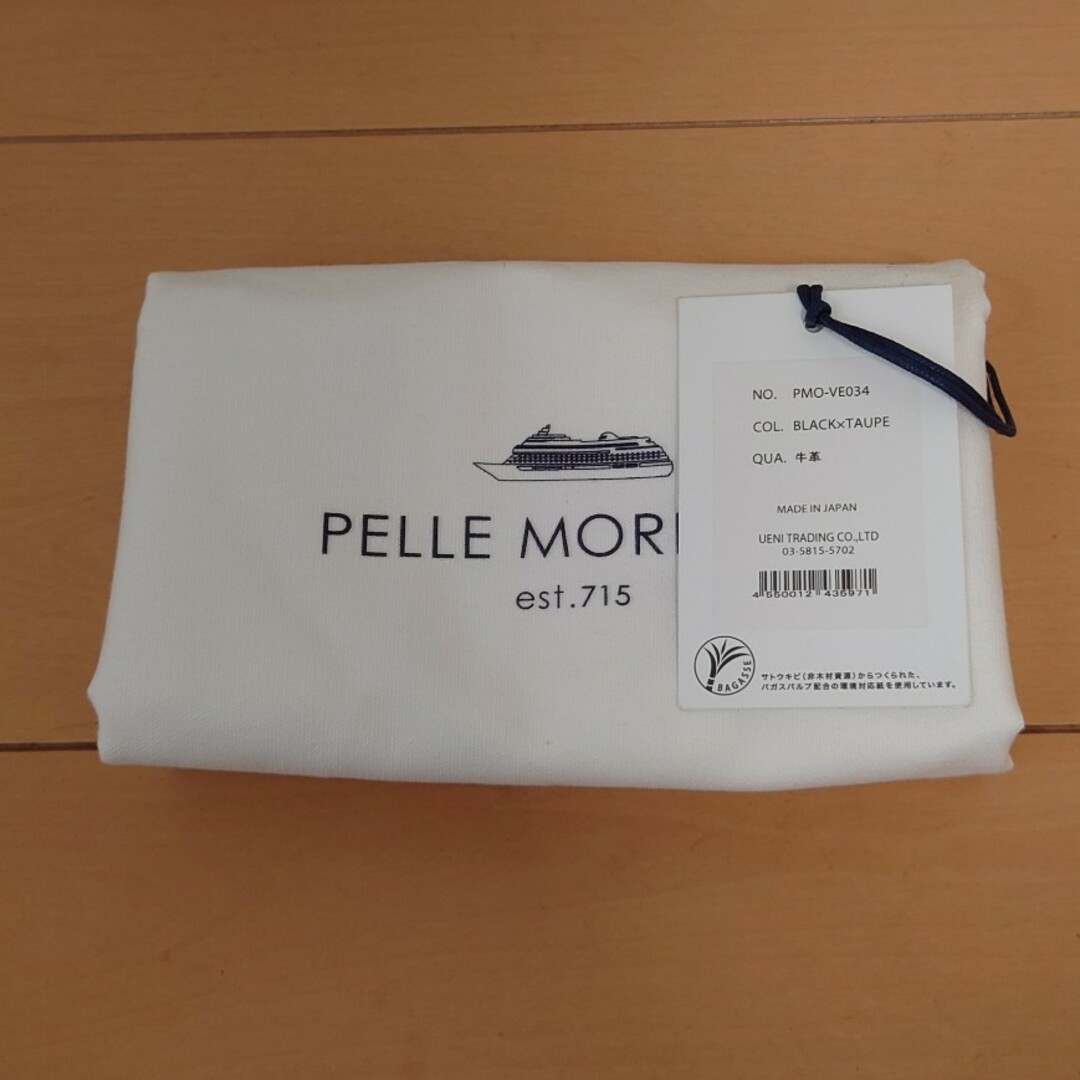 PELLE MOR
est.715
NO. PMO-VE034
COL. BLACK×TAUPE
QUA. 牛革
MADE IN JAPAN
UENI TRADING CO.,LTD
03-5815-5702
4 550012 435971
BAGASSE
サトウキビ(非木材資源)からつくられた、
バガスパルプ配合の環境対応紙を使用しています。